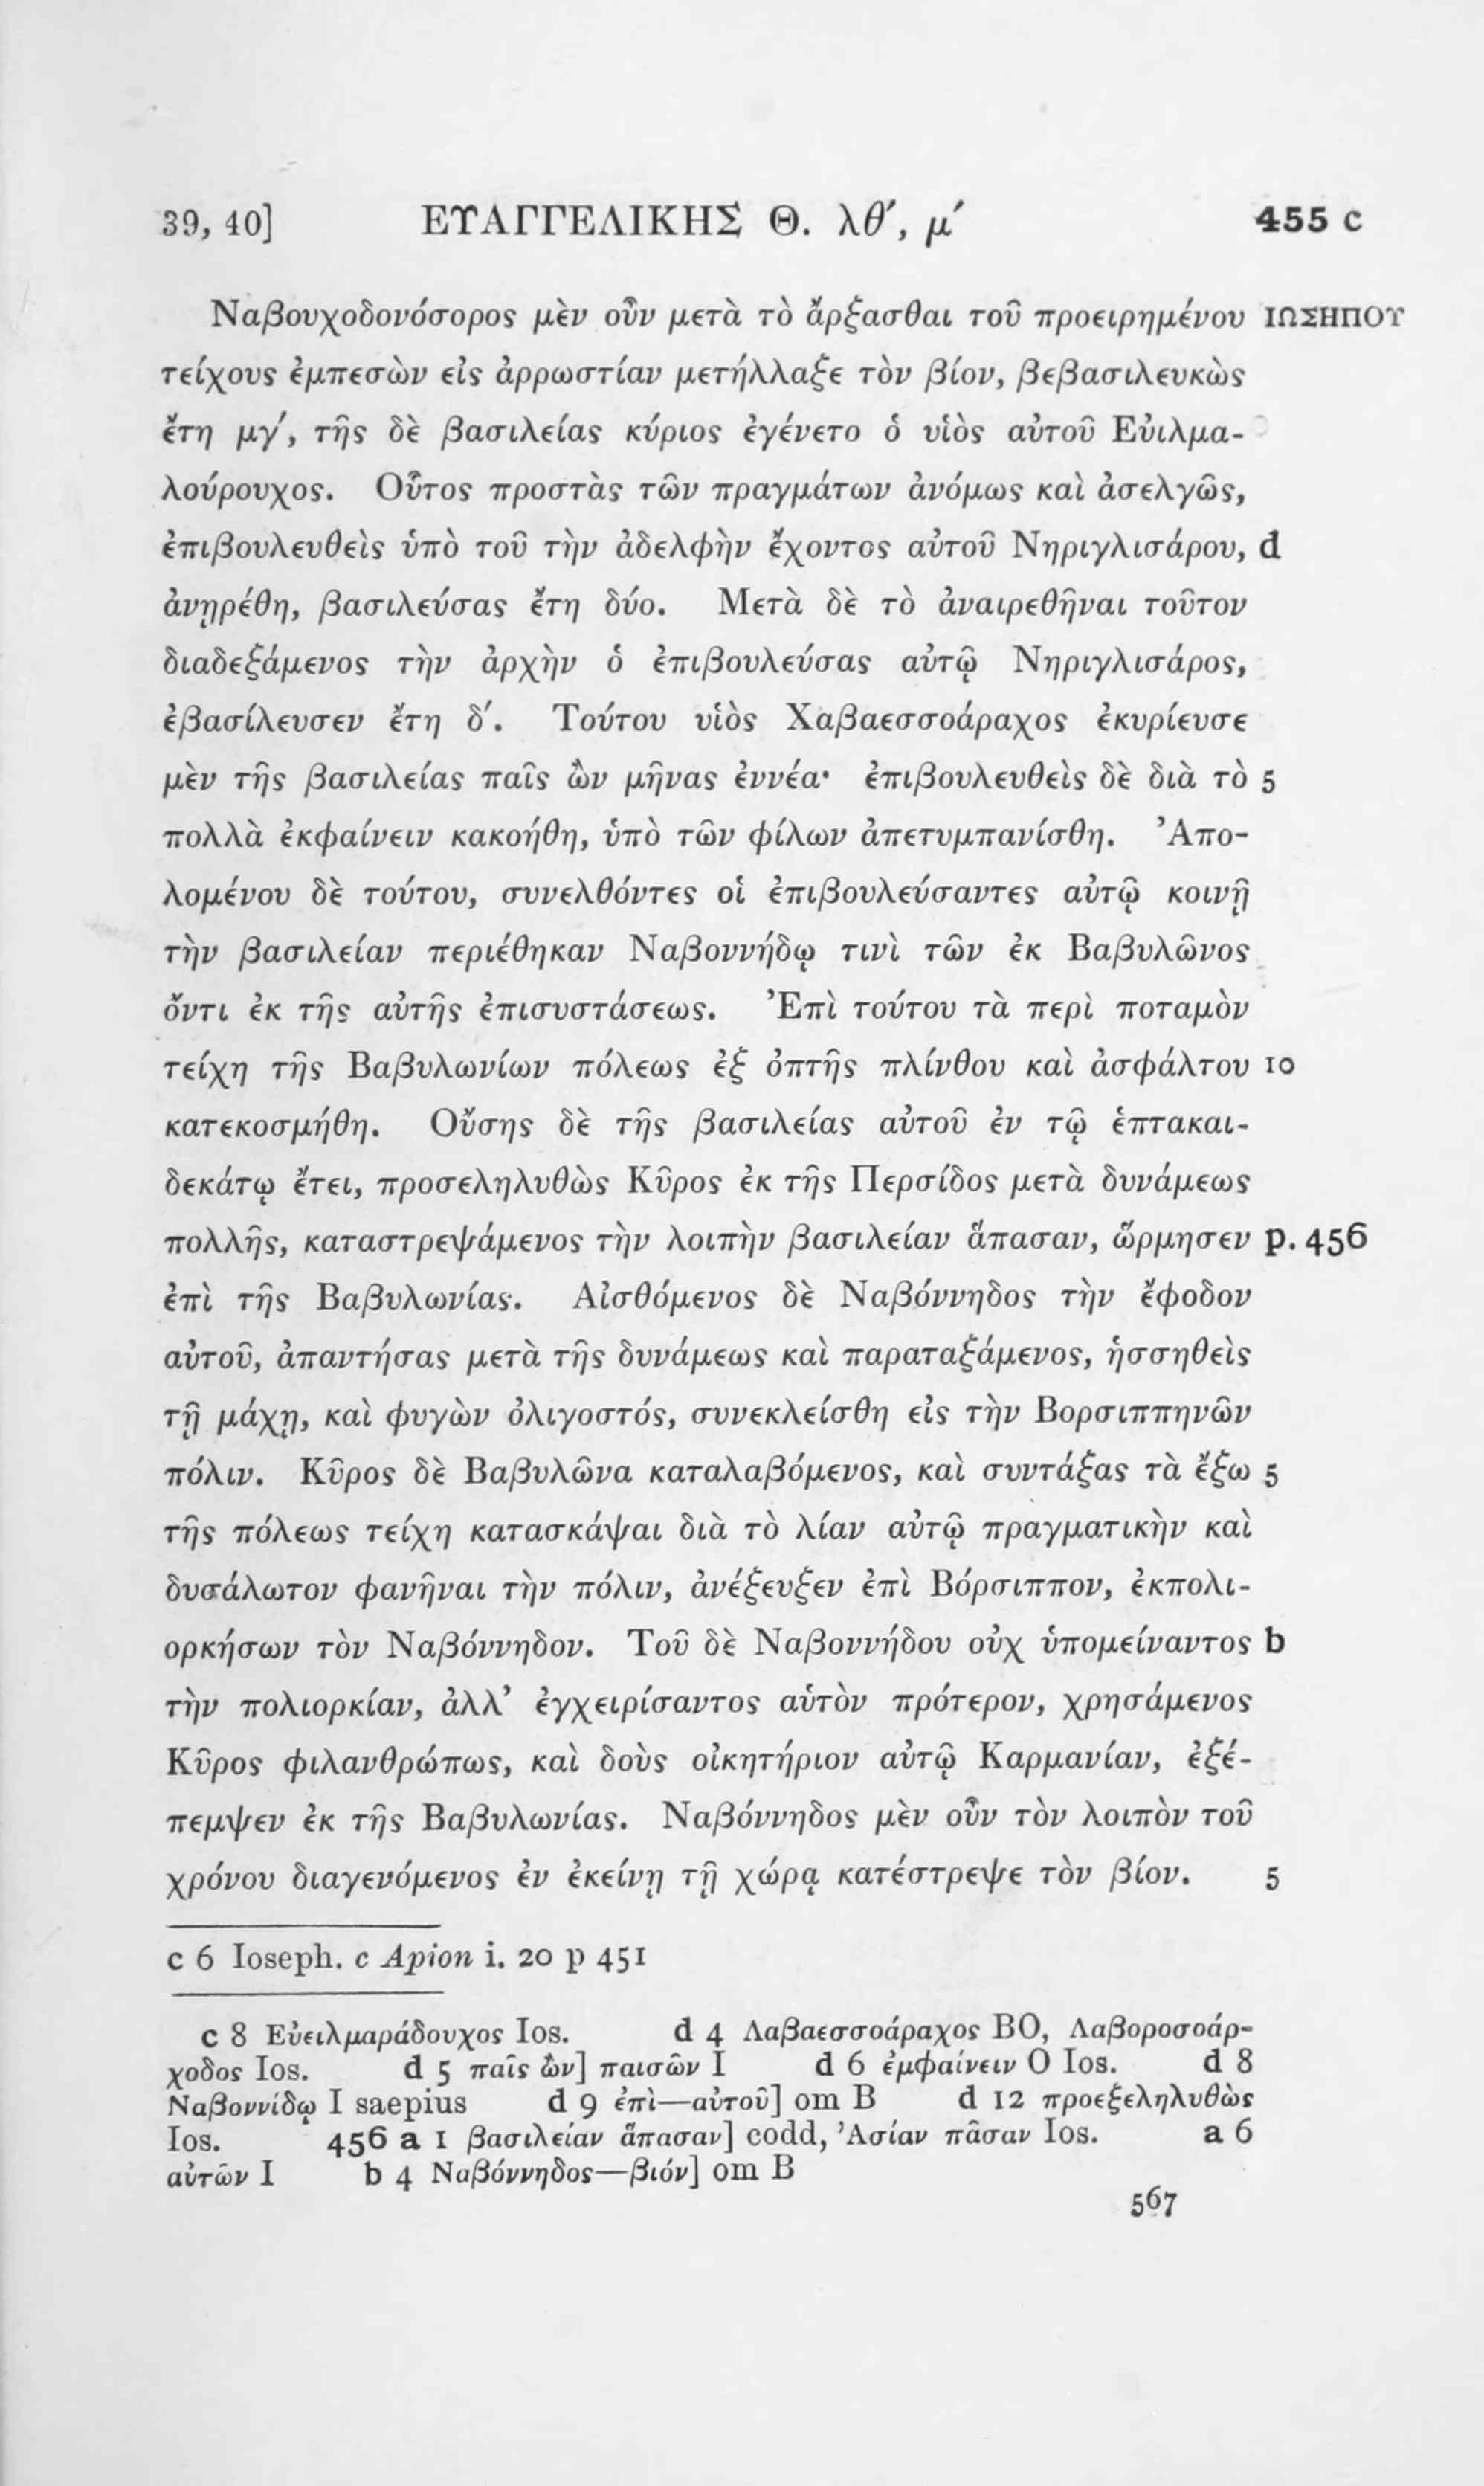 39, 40] ΕΥΑΓΓΕΛΙΚΗΣ Θ. λθ′, μ′ 455 c
Ναβουχοδονόσορος μὲν οὖν μετὰ τὸ ἄρξασθαι τοῦ προειρημένου ΙΩΣΗΠΟΥ
τείχους ἐμπεσὼν εἰς ἀρρωστίαν μετήλλαξε τὸν βίον, βεβασιλευκὼς
ἔτη μγ′, τῆς δὲ βασιλείας κύριος ἐγένετο ὁ υἱὸς αὐτοῦ Εὐιλμα-
λούρουχος. Οὗτος προστὰς τῶν πραγμάτων ἀνόμως καὶ ἀσελγῶς,
ἐπιβουλευθεὶς ὑπὸ τοῦ τὴν ἀδελφὴν ἔχοντος αὐτοῦ Νηριγλισάρου, d
ἀνῃρέθη, βασιλεύσας ἔτη δύο. Μετὰ δὲ τὸ ἀναιρεθῆναι τοῦτον
διαδεξάμενος τὴν ἀρχὴν ὁ ἐπιβουλεύσας αὐτῷ Νηριγλισάρος,
ἐβασίλευσεν ἔτη δ′. Τούτου υἱὸς Χαβαεσσοάραχος ἐκυρίευσε
μὲν τῆς βασιλείας παῖς ὢν μῆνας ἐννέα· ἐπιβουλευθεὶς δὲ διὰ τὸ 5
πολλὰ ἐκφαίνειν κακοήθη, ὑπὸ τῶν φίλων ἀπετυμπανίσθη. Ἀπο-
λομένου δὲ τούτου, συνελθόντες οἱ ἐπιβουλεύσαντες αὐτῷ κοινῇ
τὴν βασιλείαν περιέθηκαν Ναβοννήδῳ τινὶ τῶν ἐκ Βαβυλῶνος
ὄντι ἐκ τῆς αὐτῆς ἐπισυστάσεως. Ἐπὶ τούτου τὰ περὶ ποταμὸν
τείχη τῆς Βαβυλωνίων πόλεως ἐξ ὀπτῆς πλίνθου καὶ ἀσφάλτου 10
κατεκοσμήθη. Οὔσης δὲ τῆς βασιλείας αὐτοῦ ἐν τῷ ἑπτακαι-
δεκάτῳ ἔτει, προσεληλυθὼς Κῦρος ἐκ τῆς Περσίδος μετὰ δυνάμεως
πολλῆς, καταστρεψάμενος τὴν λοιπὴν βασιλείαν ἅπασαν, ὥρμησεν p. 456
ἐπὶ τῆς Βαβυλωνίας. Αἰσθόμενος δὲ Ναβόννηδος τὴν ἔφοδον
αὐτοῦ, ἀπαντήσας μετὰ τῆς δυνάμεως καὶ παραταξάμενος, ἡσσηθεὶς
τῇ μάχῃ, καὶ φυγὼν ὀλιγοστός, συνεκλείσθη εἰς τὴν Βορσιππηνῶν
πόλιν. Κῦρος δὲ Βαβυλῶνα καταλαβόμενος, καὶ συντάξας τὰ ἔξω 5
τῆς πόλεως τείχη κατασκάψαι διὰ τὸ λίαν αὐτῷ πραγματικὴν καὶ
δυσάλωτον φανῆναι τὴν πόλιν, ἀνέξευξεν ἐπὶ Βόρσιππον, ἐκπολι-
ορκήσων τὸν Ναβόννηδον. Τοῦ δὲ Ναβοννήδου οὐχ ὑπομείναντος b
τὴν πολιορκίαν, ἀλλ’ ἐγχειρίσαντος αὑτὸν πρότερον, χρησάμενος
Κῦρος φιλανθρώπως, καὶ δοὺς οἰκητήριον αὐτῷ Καρμανίαν, ἐξέ-
πεμψεν ἐκ τῆς Βαβυλωνίας. Ναβόννηδος μὲν οὖν τὸν λοιπὸν τοῦ
χρόνου διαγενόμενος ἐν ἐκείνῃ τῇ χώρᾳ κατέστρεψε τὸν βίον. 5
c 6 Ioseph. c Apion i. 20 p 451
c 8 Εὐειλμαράδουχος Ios. d 4 Λαβαεσσοάραχος BO, Λαβοροσοάρ-
χοδος Ios. d 5 παῖς ὢν] παισῶν I d 6 ἐμφαίνειν O Ios. d 8
Ναβοννίδῳ I saepius d 9 ἐπὶ—αὐτοῦ] om B d 12 προεξεληλυθὼς
Ios. 456 a 1 βασιλείαν ἅπασαν] codd, Ἀσίαν πᾶσαν Ios. a 6
αὐτῶν I b 4 Ναβόννηδος—βιόν] om B
567